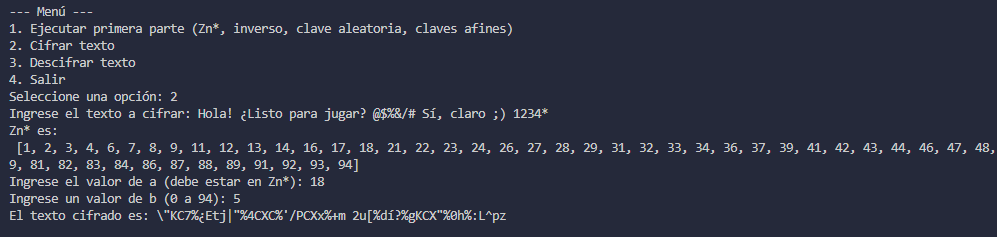 --- Menú ---
1. Ejecutar primera parte (Zn*, inverso, clave aleatoria, claves afines)
2. Cifrar texto
3. Descifrar texto
4. Salir
Seleccione una opción: 2
Ingrese el texto a cifrar: Hola! ¿Listo para jugar? @$%&/# Sí, claro ;) 1234*
Zn* es:
[1, 2, 3, 4, 6, 7, 8, 9, 11, 12, 13, 14, 16, 17, 18, 21, 22, 23, 24, 26, 27, 28, 29, 31, 32, 33, 34, 36, 37, 39, 41, 42, 43, 44, 46, 47, 48,
9, 81, 82, 83, 84, 86, 87, 88, 89, 91, 92, 93, 94]
Ingrese el valor de a (debe estar en Zn*): 18
Ingrese un valor de b (0 a 94): 5
El texto cifrado es: \"KC7%¿Etj|"%4CXC%'/PCXx%+m 2u[%dí?%gKCX"%0h%:L^pz